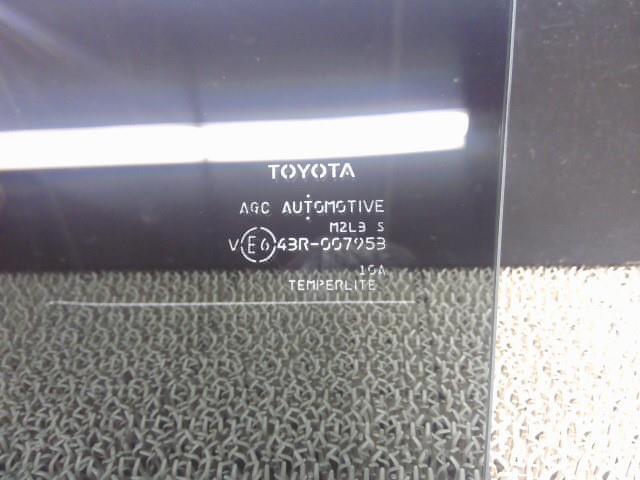 TOYOTA
AGC AUTOMOTIVE
M2L3 S
V E6 43R-007953
10A
TEMPERLITE